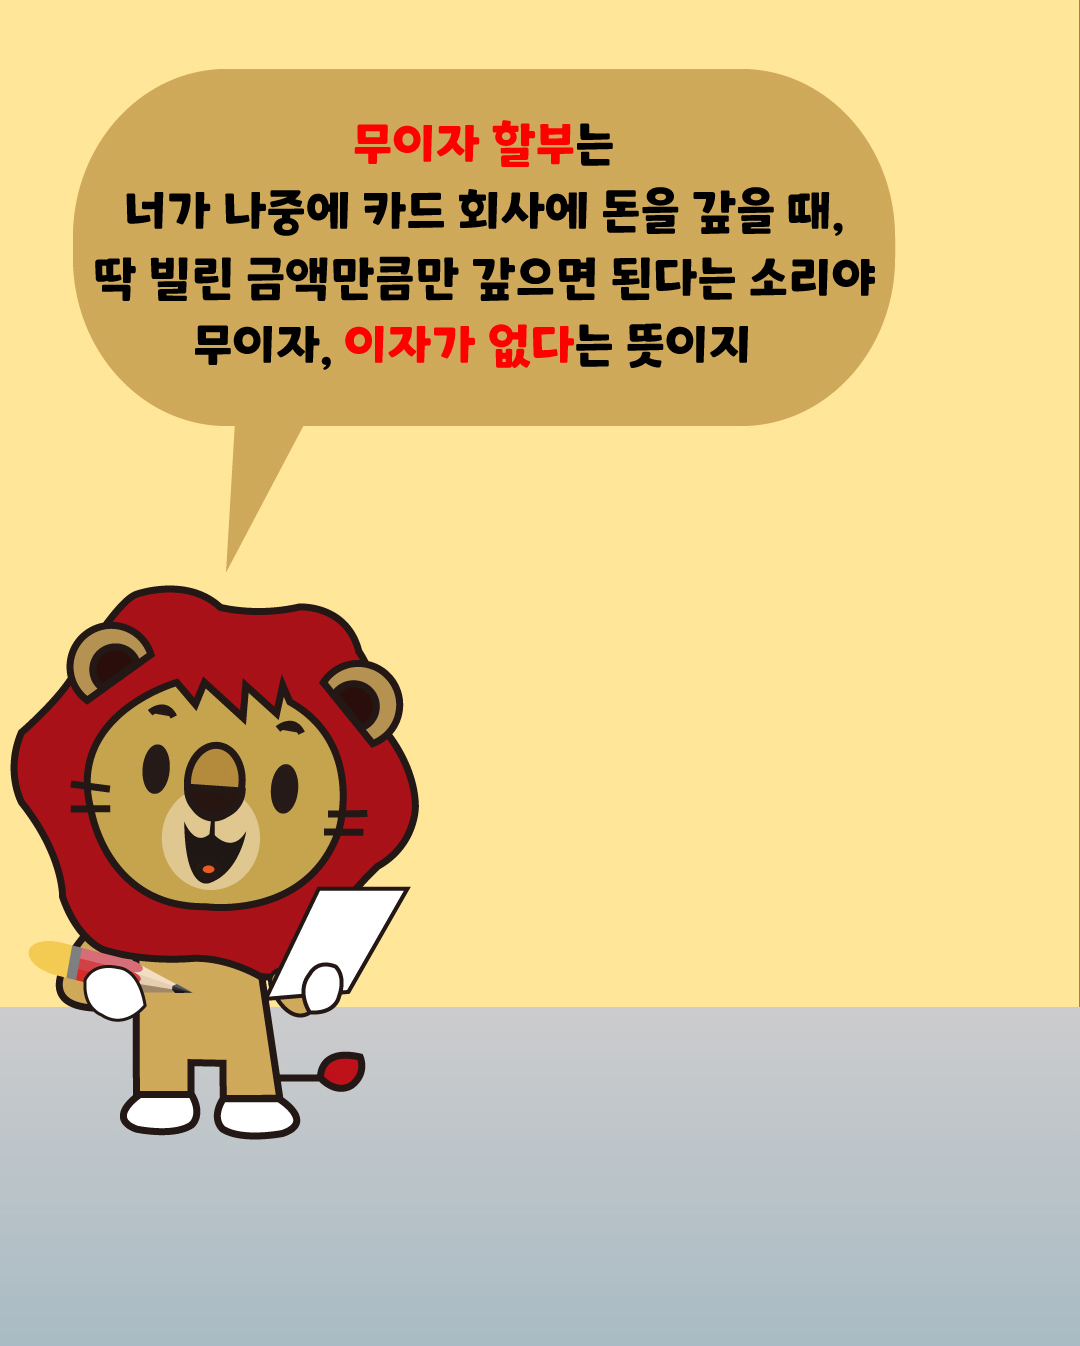 무이자 할부는
너가 나중에 카드 회사에 돈을 갚을 때,
딱 빌린 금액만큼만 갚으면 된다는 소리야
무이자, 이자가 없다는 뜻이지